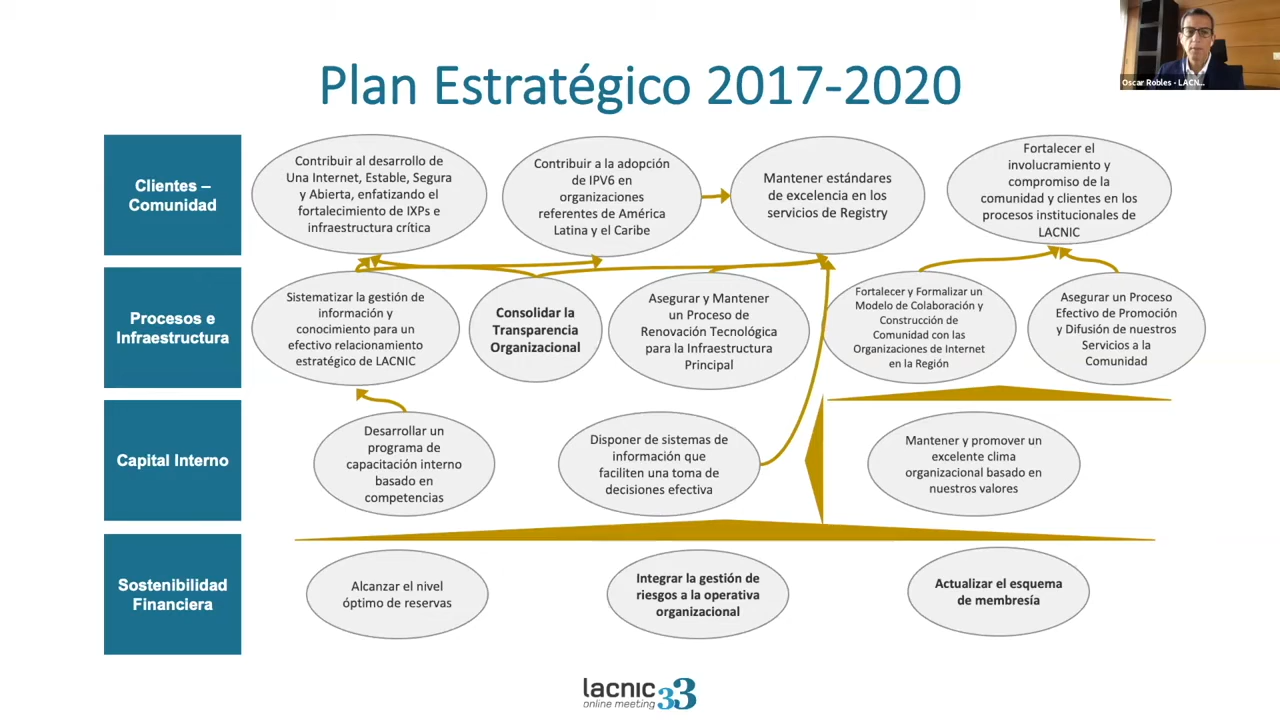 Plan Estratégico 2017-2020
Oscar Robles - LACN...
Clientes –
Comunidad
Contribuir al desarrollo de
Una Internet, Estable, Segura
y Abierta, enfatizando el
fortalecimiento de IXPs e
infraestructura crítica
Contribuir a la adopción
de IPV6 en
organizaciones
referentes de América
Latina y el Caribe
Mantener estándares
de excelencia en los
servicios de Registry
Fortalecer el
involucramiento y
compromiso de la
comunidad y clientes en los
procesos institucionales de
LACNIC
Procesos e
Infraestructura
Sistematizar la gestión de
información y
conocimiento para un
efectivo relacionamiento
estratégico de LACNIC
Consolidar la
Transparencia
Organizacional
Asegurar y Mantener
un Proceso de
Renovación Tecnológica
para la Infraestructura
Principal
Fortalecer y Formalizar un
Modelo de Colaboración y
Construcción de
Comunidad con las
Organizaciones de Internet
en la Región
Asegurar un Proceso
Efectivo de Promoción
y Difusión de nuestros
Servicios a la
Comunidad
Capital Interno
Desarrollar un
programa de
capacitación interno
basado en
competencias
Disponer de sistemas de
información que
faciliten una toma de
decisiones efectiva
Mantener y promover un
excelente clima
organizacional basado en
nuestros valores
Sostenibilidad
Financiera
Alcanzar el nivel
óptimo de reservas
Integrar la gestión de
riesgos a la operativa
organizacional
Actualizar el esquema
de membresía
lacnic 33
online meeting